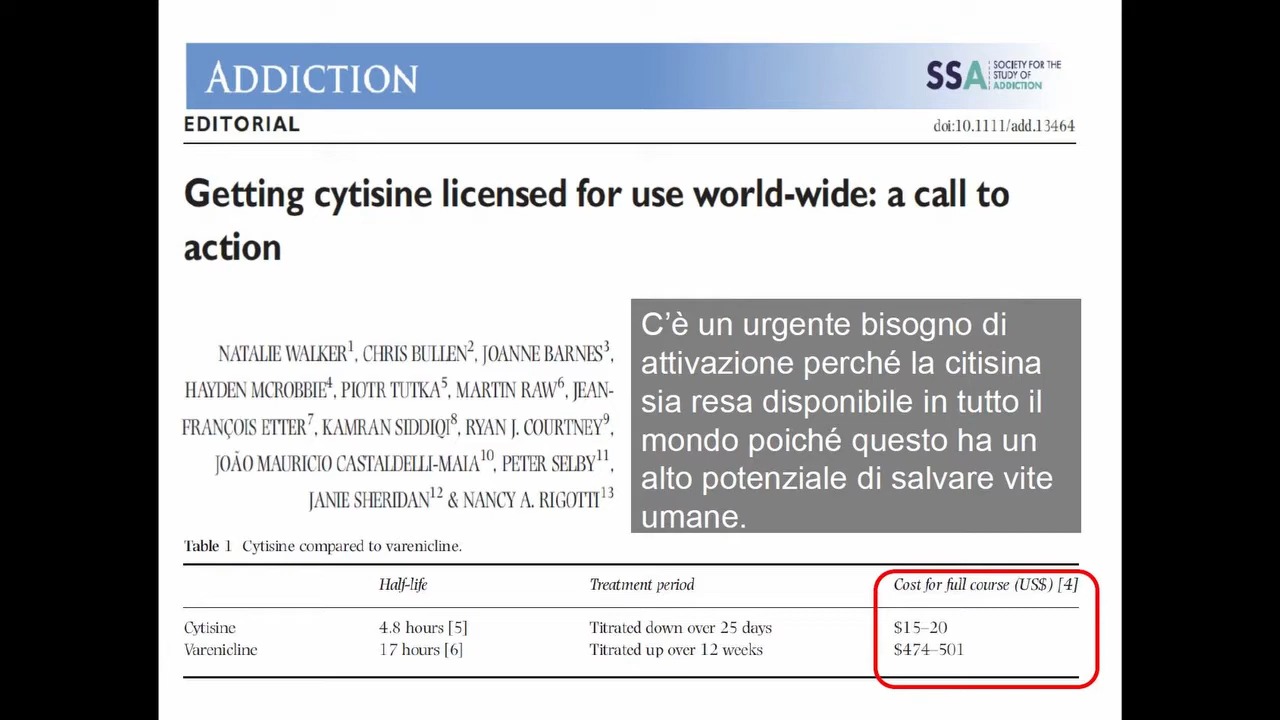 ADDICTION
SSA
SOCIETY FOR THE
STUDY OF
ADDICTION
EDITORIAL
doi:10.1111/add.13464
Getting cytisine licensed for use world-wide: a call to
action
NATALIE WALKER1, CHRIS BULLEN2, JOANNE BARNES3,
HAYDEN MCROBBIE4, PIOTR TUTKA5, MARTIN RAW6, JEAN-
FRANÇOIS ETTER7, KAMRAN SIDDIQI8, RYAN J. COURTNEY9,
JOÃO MAURICIO CASTALDELLI-MAIA10, PETER SELBY11,
JANIE SHERIDAN12 & NANCY A. RIGOTTI13
C'è un urgente bisogno di
attivazione perché la citisina
sia resa disponibile in tutto il
mondo poiché questo ha un
alto potenziale di salvare vite
umane.
Table 1 Cytisine compared to varenicline.
Half-life Treatment period Cost for full course (US$) [4]
Cytisine 4.8 hours [5] Titrated down over 25 days $15–20
Varenicline 17 hours [6] Titrated up over 12 weeks $474–501